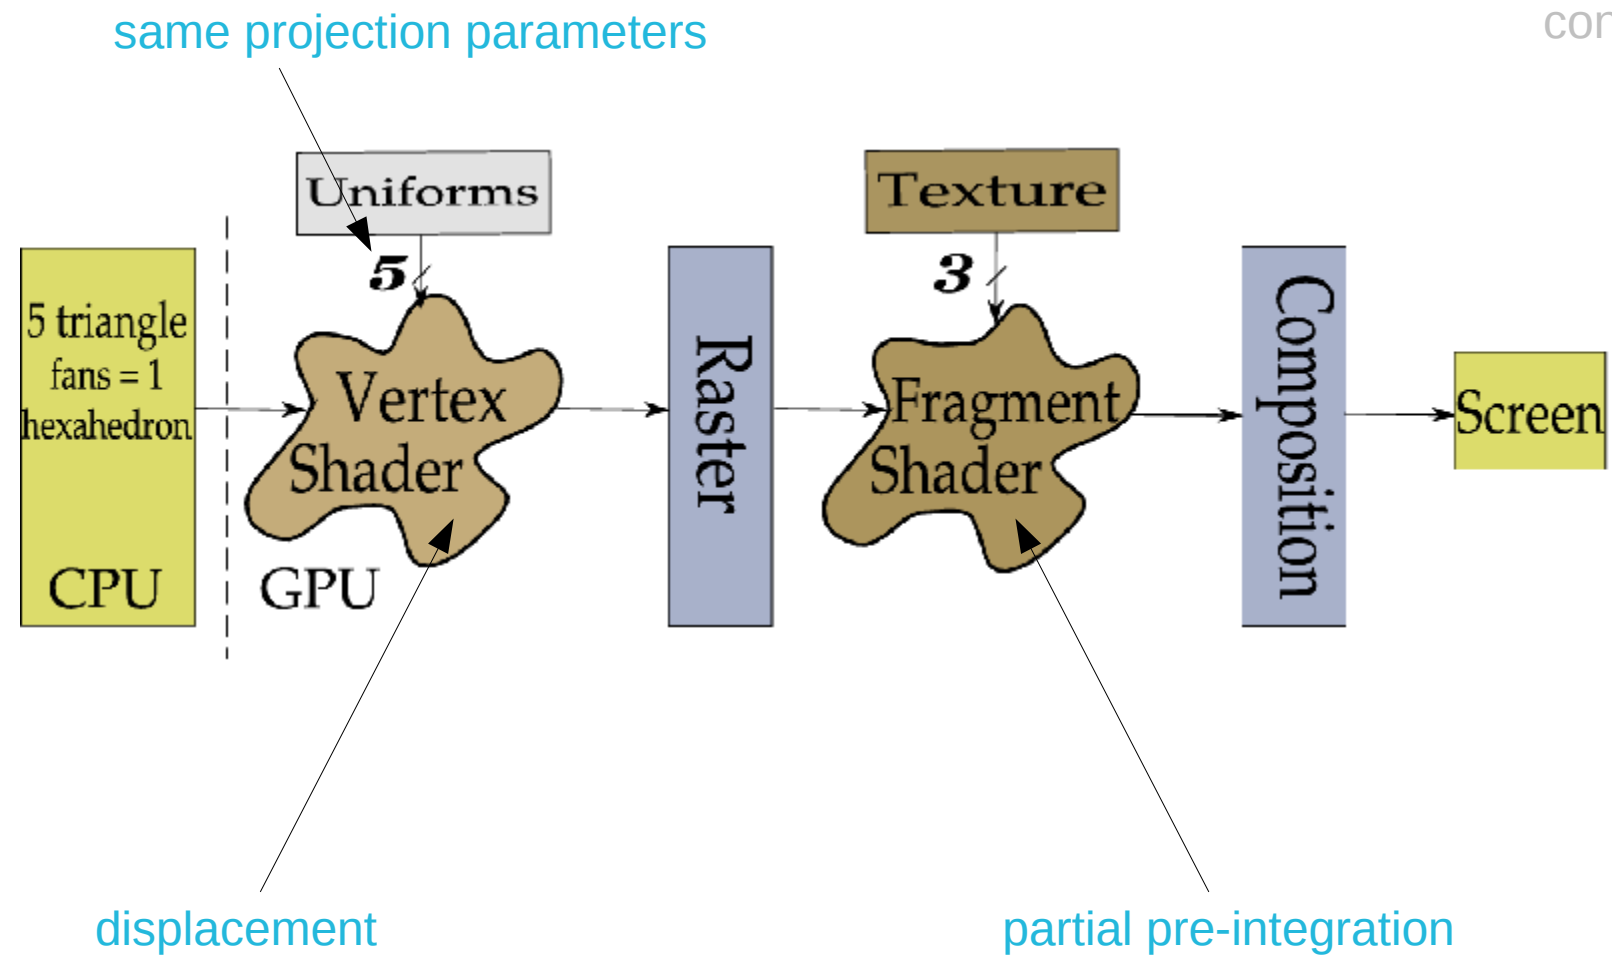 same projection parameters
con
Uniforms
Texture
5
3
5 triangle
fans = 1
hexahedron
CPU
GPU
Vertex
Shader
Raster
Fragment
Shader
Composition
Screen
displacement
partial pre-integration